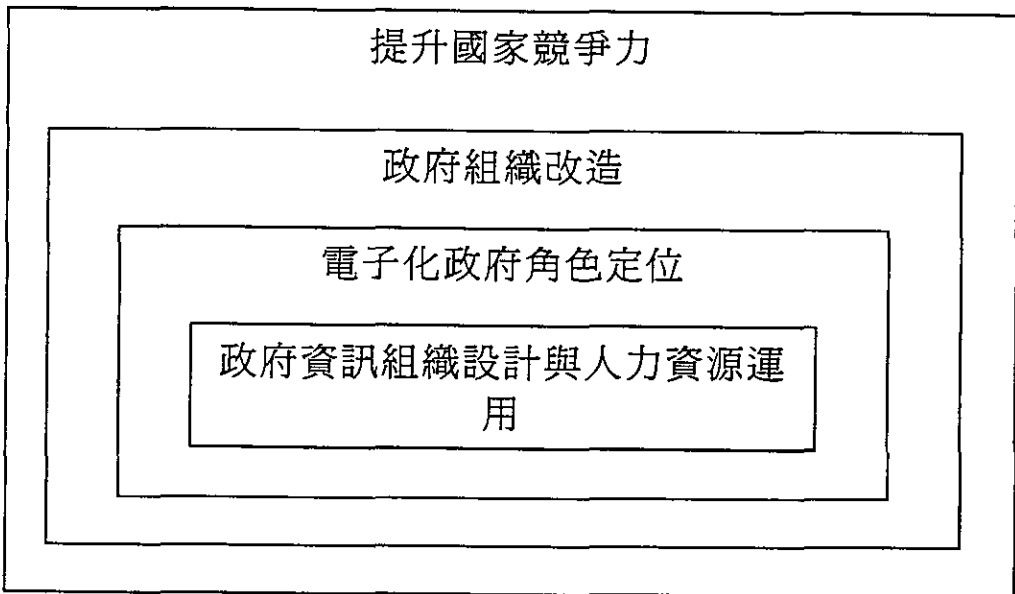 提升國家競爭力
政府組織改造
電子化政府角色定位
政府資訊組織設計與人力資源運
用